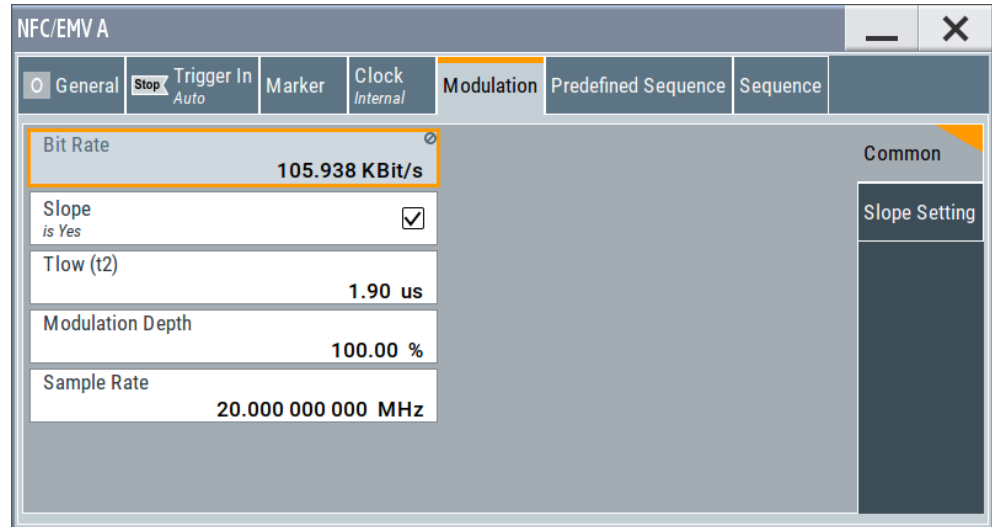 NFC/EMV A
O General Stop Trigger In Marker Clock Modulation Predefined Sequence Sequence
Auto Internal
Bit Rate
105.938 KBit/s
Slope
is Yes
Tlow (t2)
1.90 us
Modulation Depth
100.00 %
Sample Rate
20.000 000 000 MHz
Common
Slope Setting